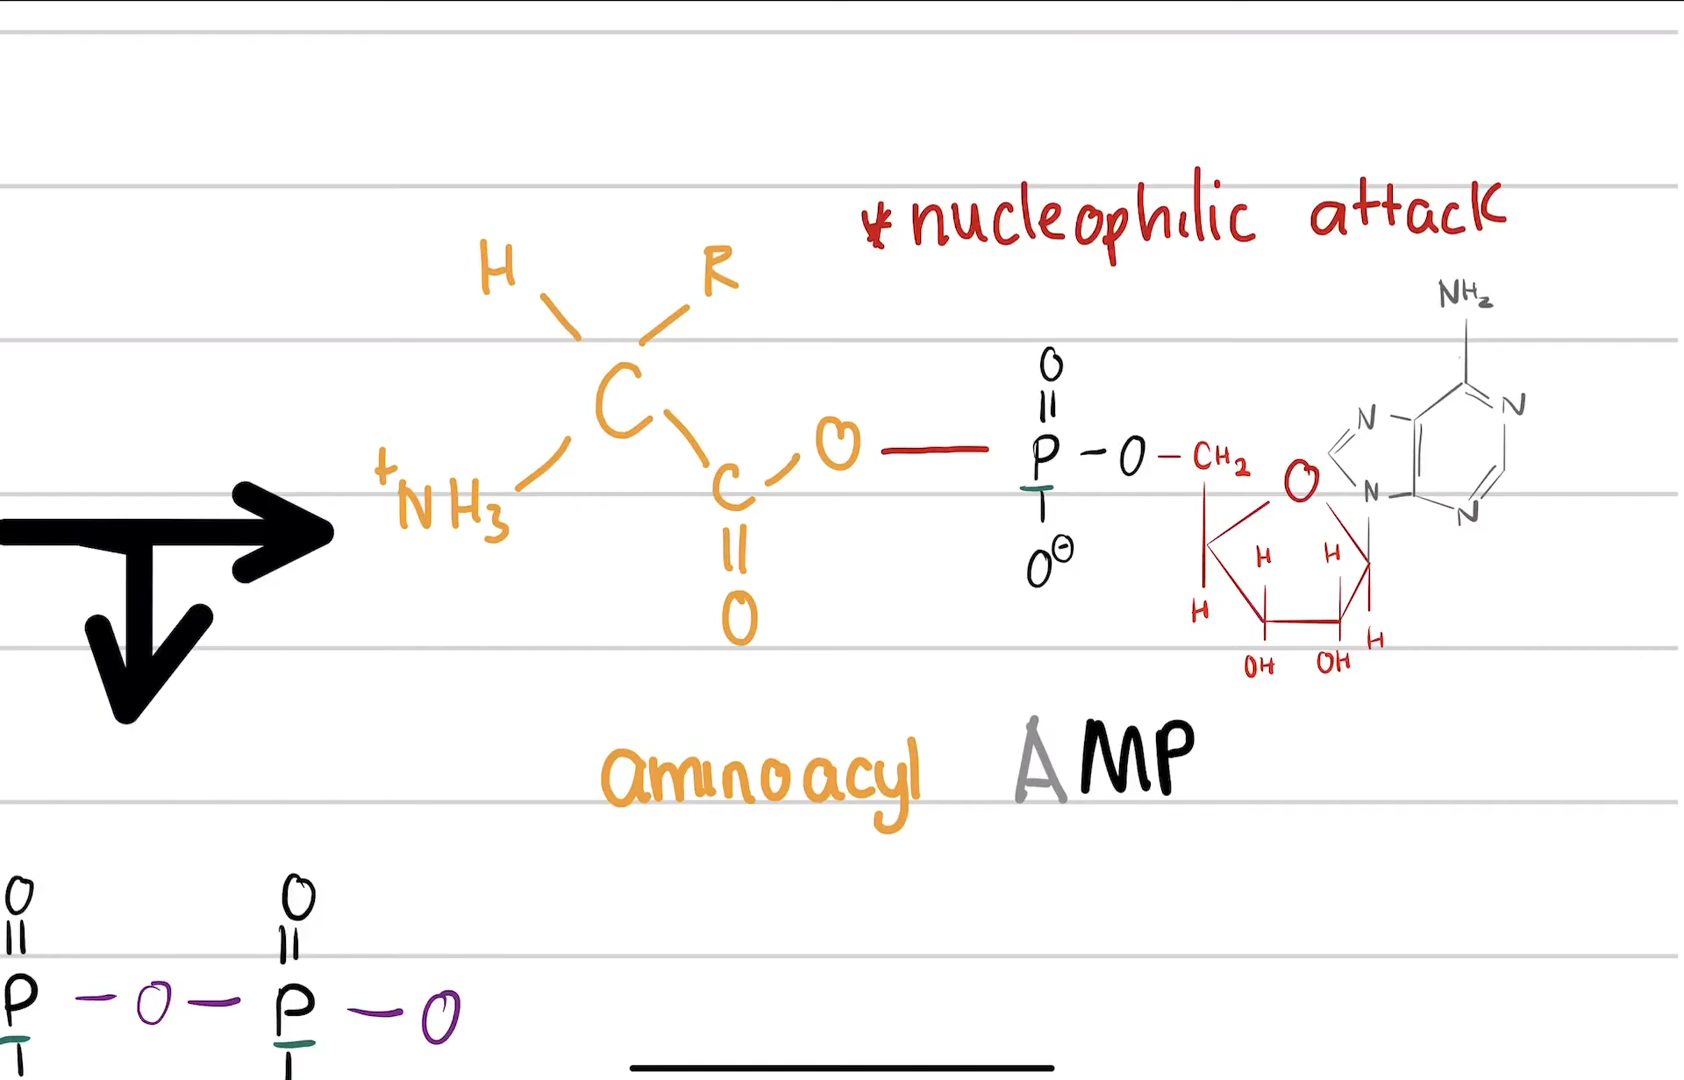 *nucleophilic attack
H R
NH₂
O
C
N N
+NH₃ C O P - O - CH₂ O N N
O⊖ H H
O H H
OH OH
aminoacyl AMP
O O
P - O - P - O